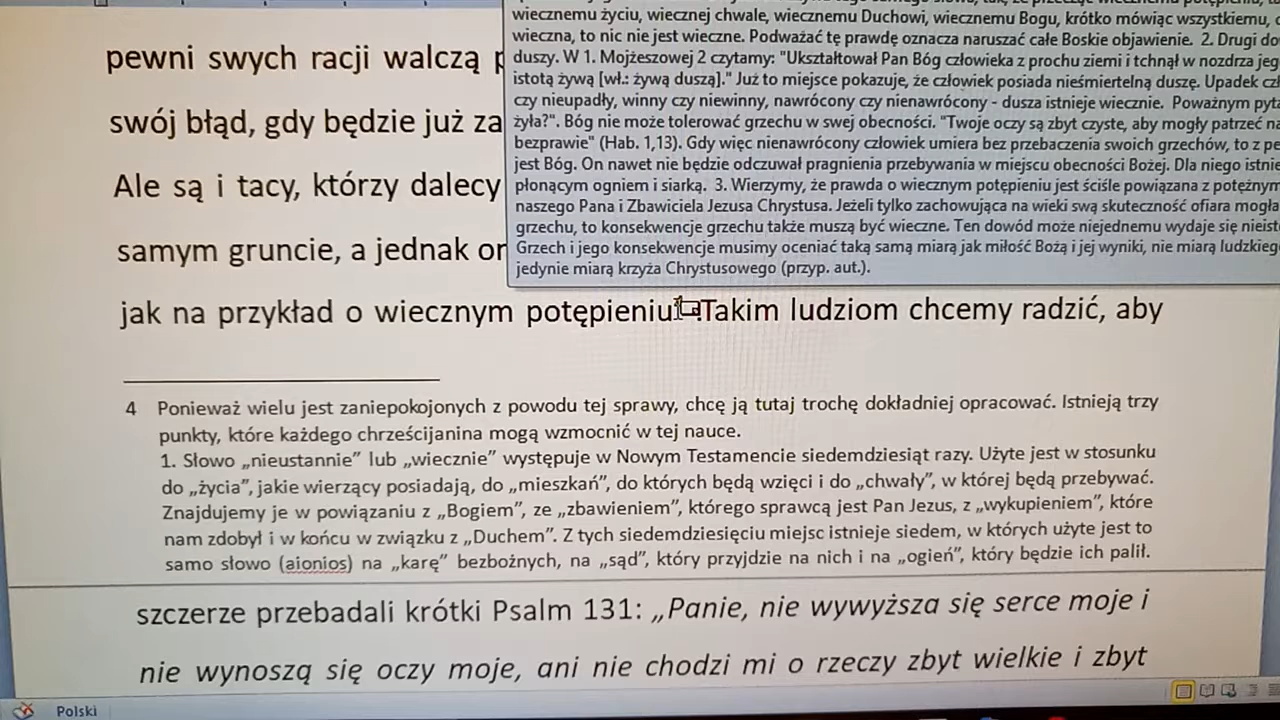 pewni swych racji walczą
swój błąd, gdy będzie już za
Ale są i tacy, którzy dalecy
samym gruncie, a jednak
jak na przykład o wiecznym potępieniu. Takim ludziom chcemy radzić, aby
wiecznemu życiu, wiecznej chwale, wiecznemu Duchowi, wiecznemu Bogu, krótko mówiąc wszystkiemu,
wieczna, to nic nie jest wieczne. Podważać tę prawdę oznacza naruszać całe Boskie objawienie. 2. Drugi
duszy. W 1. Mojżeszowej 2 czytamy: "Ukształtował Pan Bóg człowieka z prochu ziemi i tchnął w nozdrza jeg
istotą żywą [wł.: żywą duszą]." Już to miejsce pokazuje, że człowiek posiada nieśmiertelną duszę. Upadek
czy nieupadły, winny czy niewinny, nawrócony czy nienawrócony - dusza istnieje wiecznie. Poważnym
żyła?". Bóg nie może tolerować grzechu w swej obecności. "Twoje oczy są zbyt czyste, aby mogły patrzeć na
bezprawie" (Hab. 1,13). Gdy więc nienawrócony człowiek umiera bez przebaczenia swoich grzechów, to z
jest Bóg. On nawet nie będzie odczuwał pragnienia przebywania w miejscu obecności Bożej. Dla niego
płonącym ogniem i siarką. 3. Wierzymy, że prawda o wiecznym potępieniu jest ściśle powiązana z potężnym
naszego Pana i Zbawiciela Jezusa Chrystusa. Jeżeli tylko zachowująca na wieki swą skuteczność ofiara mogła
grzechu, to konsekwencje grzechu także muszą być wieczne. Ten dowód może niejednemu wydaje się
Grzech i jego konsekwencje musimy oceniać taką samą miarą jak miłość Bożą i jej wyniki, nie miarą ludzkieg
jedynie miarą krzyża Chrystusowego (przyp. aut.).
4 Ponieważ wielu jest zaniepokojonych z powodu tej sprawy, chcę ją tutaj trochę dokładniej opracować. Istnieją trzy
punkty, które każdego chrześcijanina mogą wzmocnić w tej nauce.
1. Słowo „nieustannie” lub „wiecznie” występuje w Nowym Testamencie siedemdziesiąt razy. Użyte jest w stosunku
do „życia”, jakie wierzący posiadają, do „mieszkań”, do których będą wzięci i do „chwały”, w której będą przebywać.
Znajdujemy je w powiązaniu z „Bogiem”, ze „zbawieniem”, którego sprawcą jest Pan Jezus, z „wykupieniem”, które
nam zdobył i w końcu w związku z „Duchem”. Z tych siedemdziesięciu miejsc istnieje siedem, w których użyte jest to
samo słowo (aionios) na „karę” bezbożnych, na „sąd”, który przyjdzie na nich i na „ogień”, który będzie ich palił.
szczerze przebadali krótki Psalm 131: „Panie, nie wywyższa się serce moje i
nie wynoszą się oczy moje, ani nie chodzi mi o rzeczy zbyt wielkie i zbyt
Polski